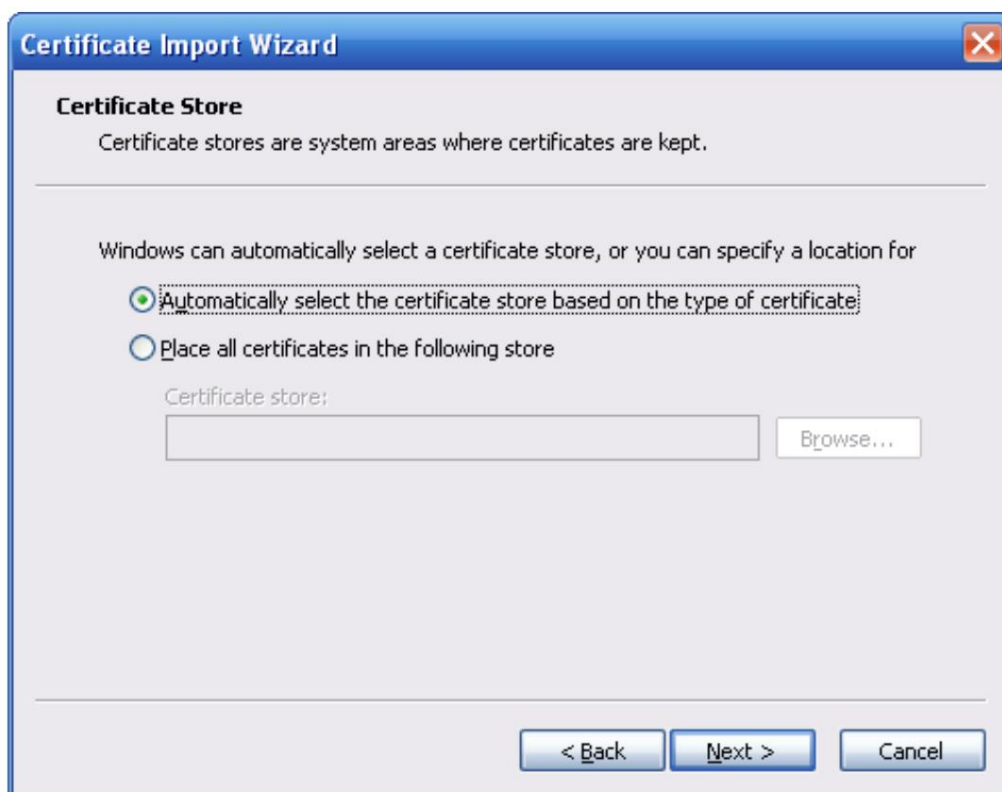 Certificate Import Wizard
Certificate Store
Certificate stores are system areas where certificates are kept.
Windows can automatically select a certificate store, or you can specify a location for
Automatically select the certificate store based on the type of certificate
Place all certificates in the following store
Certificate store:
Browse...
< Back Next > Cancel